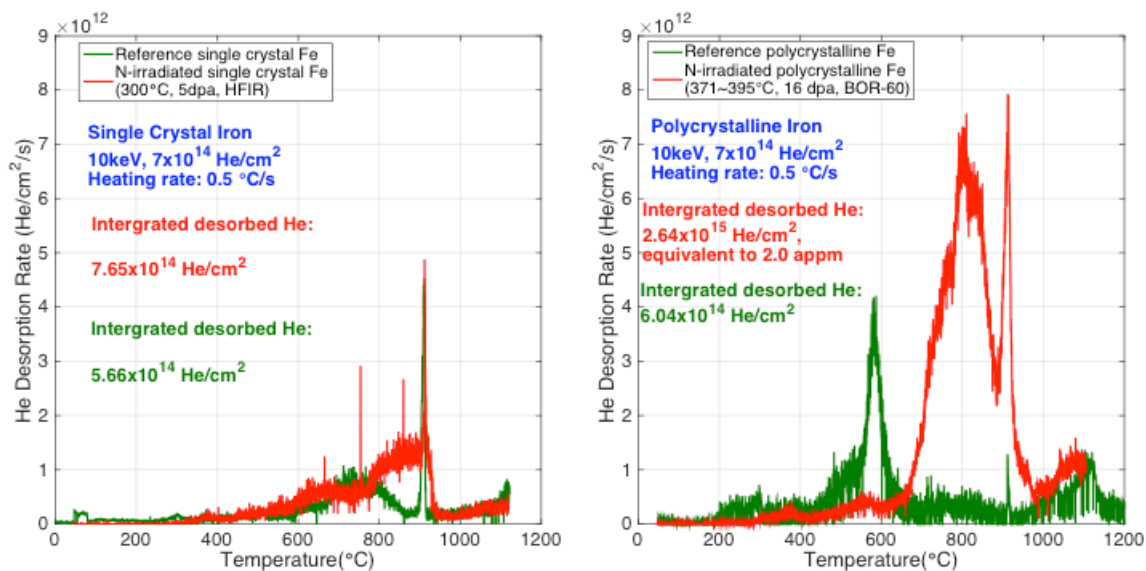 ×10^12
He Desorption Rate (He/cm^2/s)
9
8
7
6
5
4
3
2
1
0
Reference single crystal Fe
N-irradiated single crystal Fe
(300°C, 5dpa, HFIR)
Single Crystal Iron
10keV, 7x10^14 He/cm^2
Heating rate: 0.5 °C/s
Intergrated desorbed He:
7.65x10^14 He/cm^2
Intergrated desorbed He:
5.66x10^14 He/cm^2
0 200 400 600 800 1000 1200
Temperature(°C)
×10^12
He Desorption Rate (He/cm^2/s)
9
8
7
6
5
4
3
2
1
0
Reference polycrystalline Fe
N-irradiated polycrystalline Fe
(371~395°C, 16 dpa, BOR-60)
Polycrystalline Iron
10keV, 7x10^14 He/cm^2
Heating rate: 0.5 °C/s
Intergrated desorbed He:
2.64x10^15 He/cm^2,
equivalent to 2.0 appm
Intergrated desorbed He:
6.04x10^14 He/cm^2
0 200 400 600 800 1000 1200
Temperature(°C)